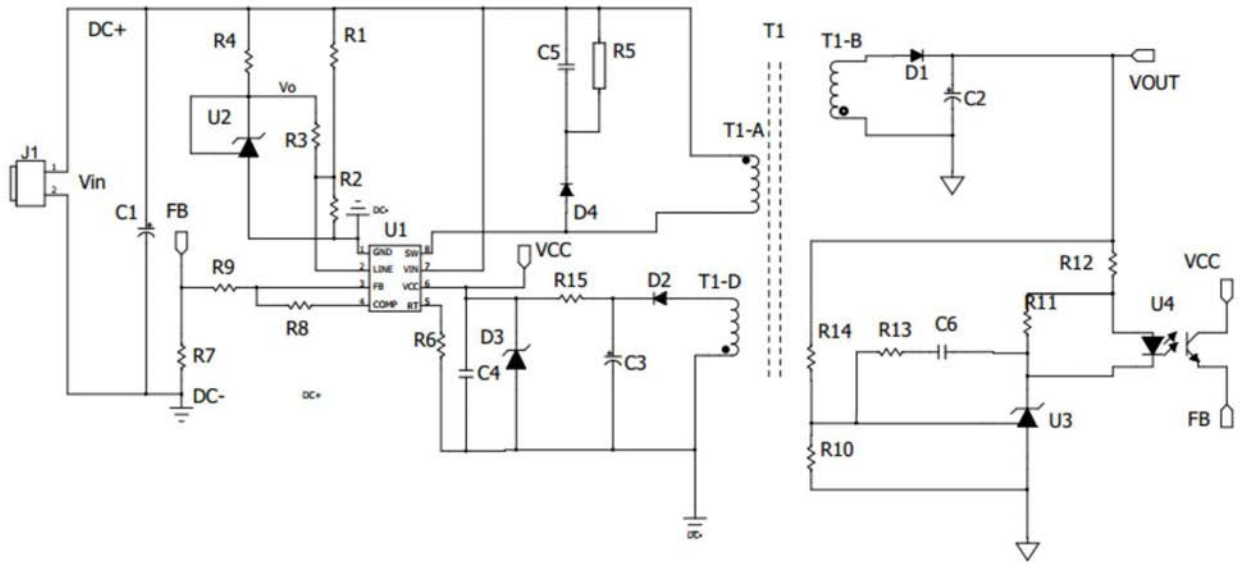 DC+
R4
R1
C5
R5
T1
T1-B
D1
C2
VOUT
Vo
U2
R3
T1-A
J1
1
2
Vin
C1
FB
R2
DC-
D4
U1
VCC
1 GND SW 8
2 LINE VIN 7
3 FB VCC 6
4 COMP RT 5
R9
R8
R15
D2
T1-D
R12
VCC
R11
U4
R7
R6
D3
C4
C3
R14
R13
C6
DC-
DC+
FB
U3
R10